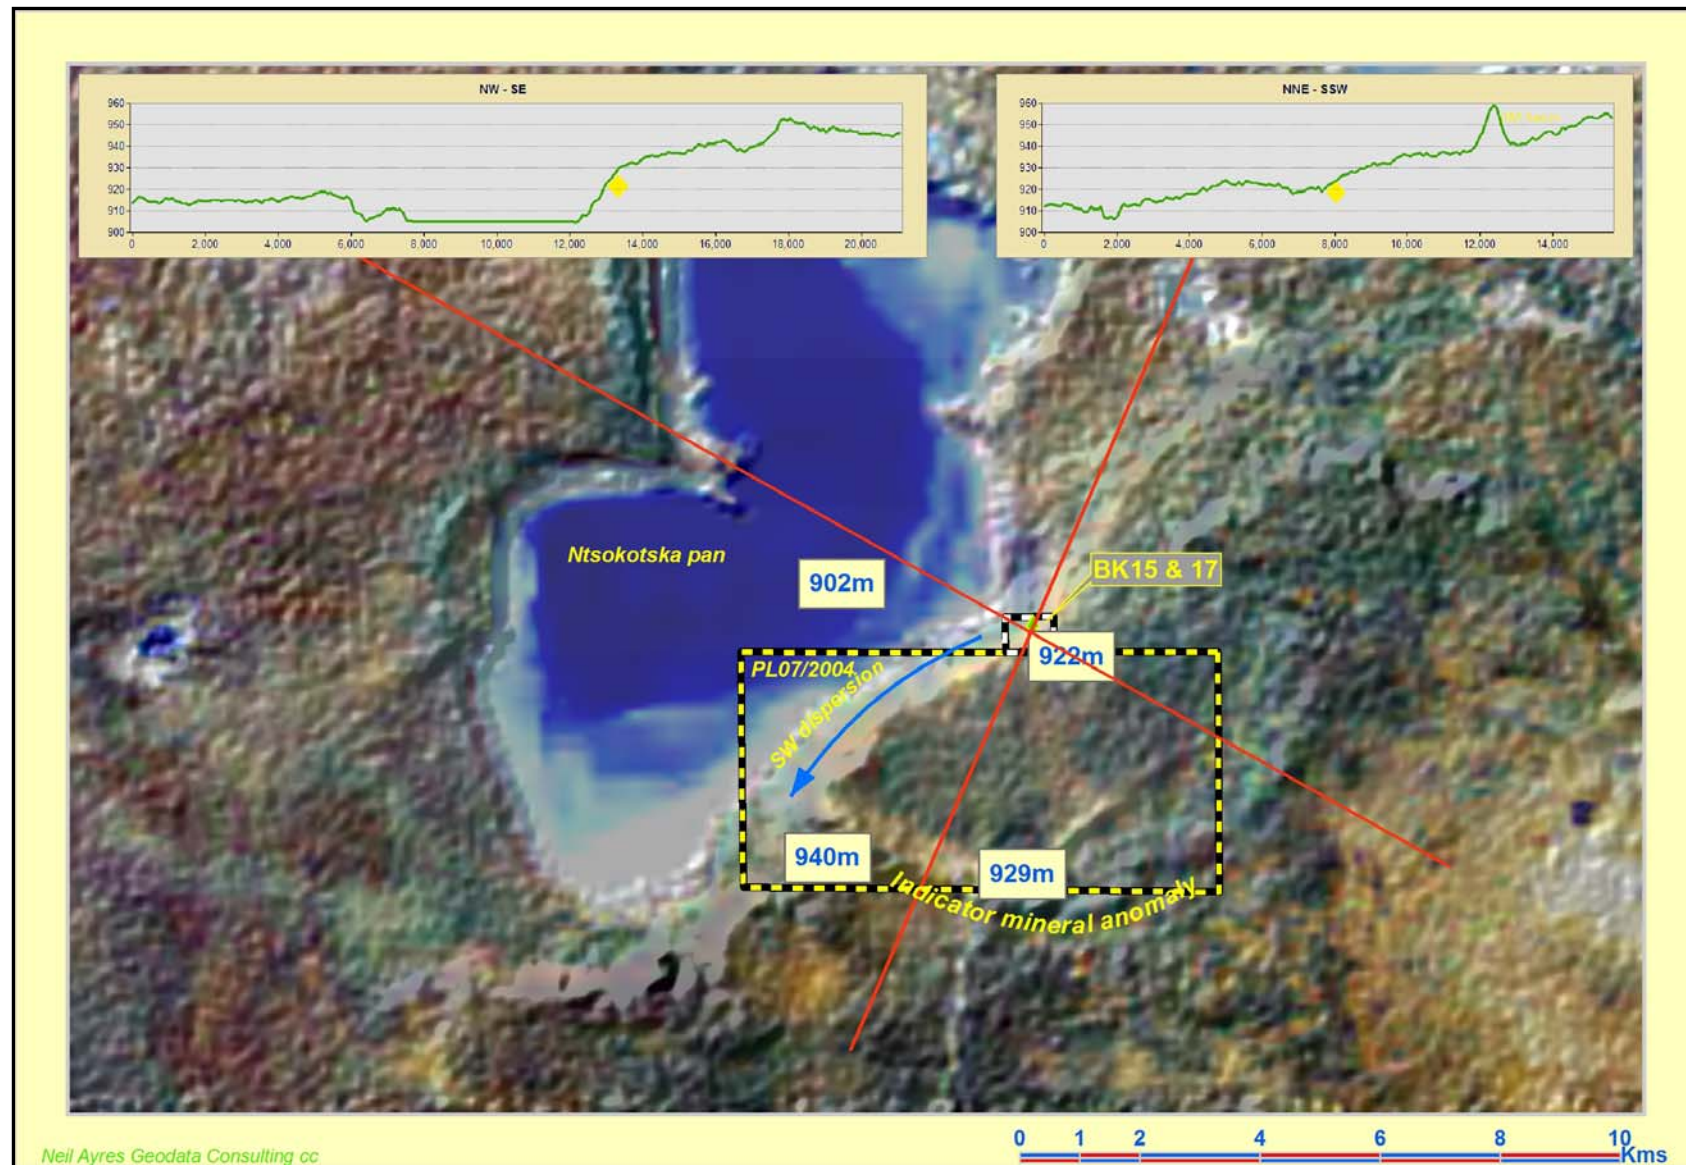 NW - SE
960
950
940
930
920
910
900
0 2,000 4,000 6,000 8,000 10,000 12,000 14,000 16,000 18,000 20,000
NNE - SSW
960
950
940
930
920
910
900
0 2,000 4,000 6,000 8,000 10,000 12,000 14,000
Ntsokotska pan
902m
BK15 & 17
922m
PL07/2004
SW dispersion
940m
929m
Indicator mineral anomaly
0 1 2 4 6 8 10
Kms
Neil Ayres Geodata Consulting cc